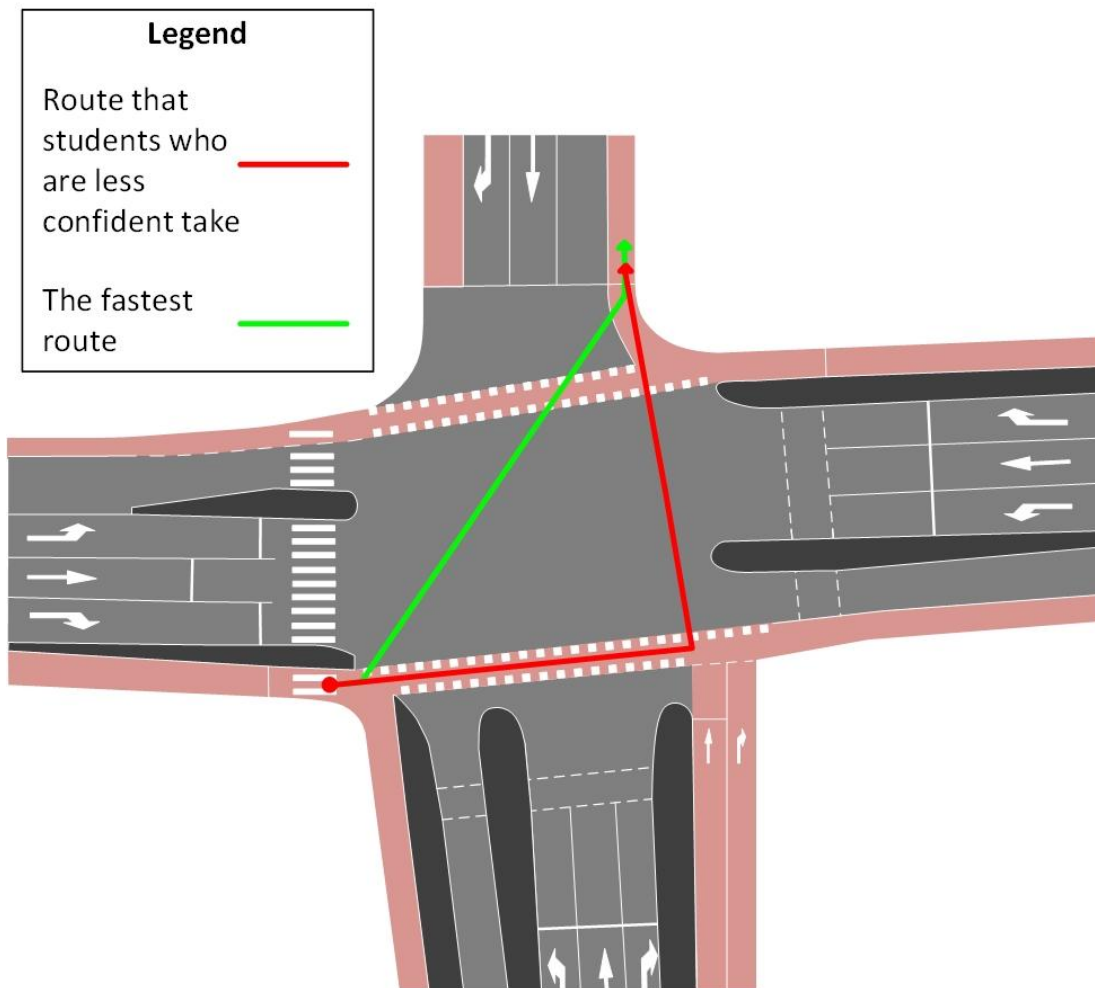 Legend
Route that
students who
are less
confident take
The fastest
route